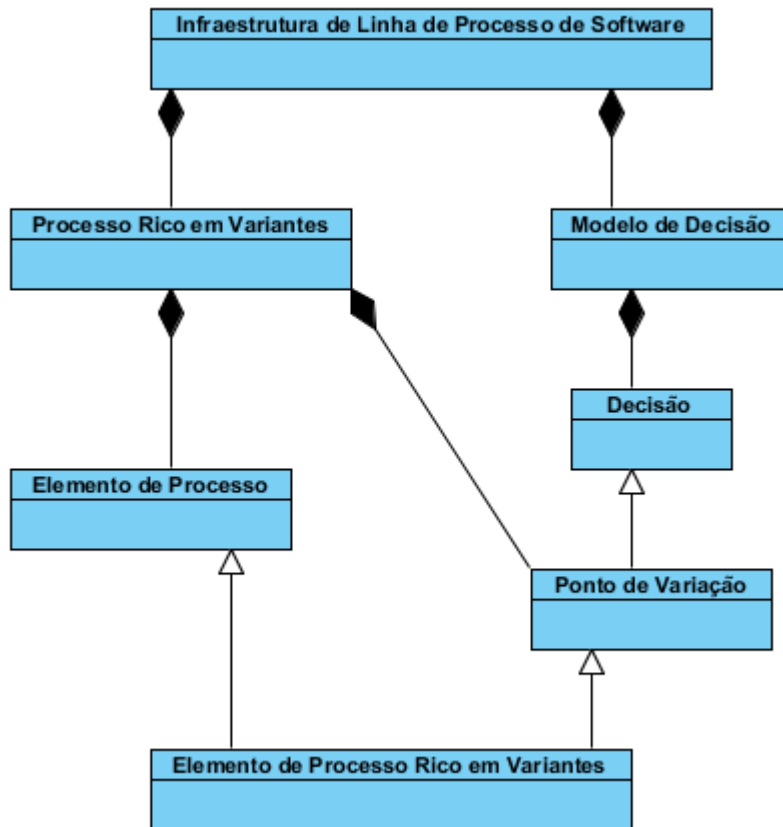 Infraestrutura de Linha de Processo de Software
Processo Rico em Variantes
Modelo de Decisão
Decisão
Elemento de Processo
Ponto de Variação
Elemento de Processo Rico em Variantes